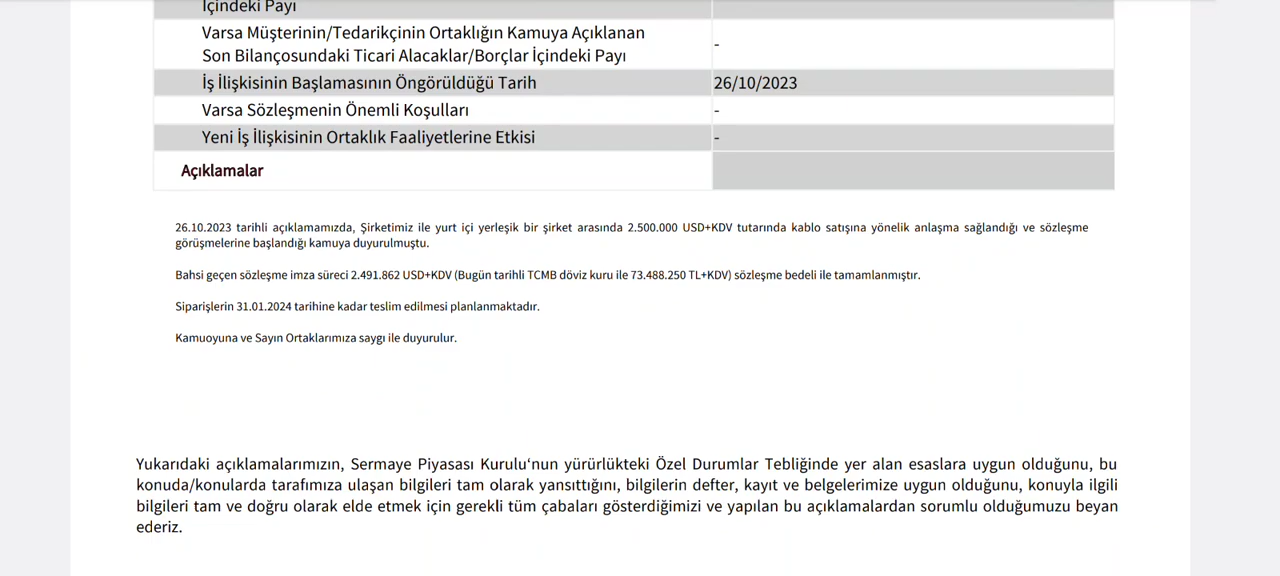 İçindeki Payı
Varsa Müşterinin/Tedarikçinin Ortaklığın Kamuya Açıklanan
Son Bilançosundaki Ticari Alacaklar/Borçlar İçindeki Payı
-
İş İlişkisinin Başlamasının Öngörüldüğü Tarih
26/10/2023
Varsa Sözleşmenin Önemli Koşulları
-
Yeni İş İlişkisinin Ortaklık Faaliyetlerine Etkisi
-
Açıklamalar
26.10.2023 tarihli açıklamamızda, Şirketimiz ile yurt içi yerleşik bir şirket arasında 2.500.000 USD+KDV tutarında kablo satışına yönelik anlaşma sağlandığı ve sözleşme
görüşmelerine başlandığı kamuya duyurulmuştu.
Bahsi geçen sözleşme imza süreci 2.491.862 USD+KDV (Bugün tarihli TCMB döviz kuru ile 73.488.250 TL+KDV) sözleşme bedeli ile tamamlanmıştır.
Siparişlerin 31.01.2024 tarihine kadar teslim edilmesi planlanmaktadır.
Kamuoyuna ve Sayın Ortaklarımıza saygı ile duyurulur.
Yukarıdaki açıklamalarımızın, Sermaye Piyasası Kurulu‘nun yürürlükteki Özel Durumlar Tebliğinde yer alan esaslara uygun olduğunu, bu
konuda/konularda tarafımıza ulaşan bilgileri tam olarak yansıttığını, bilgilerin defter, kayıt ve belgelerimize uygun olduğunu, konuyla ilgili
bilgileri tam ve doğru olarak elde etmek için gerekli tüm çabaları gösterdiğimizi ve yapılan bu açıklamalardan sorumlu olduğumuzu beyan
ederiz.